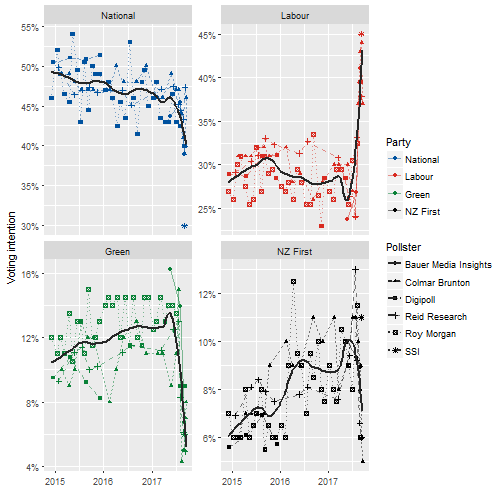 National
Labour
55%
50%
45%
40%
35%
30%
45%
40%
35%
30%
25%
Voting intention
Green
NZ First
16%
12%
8%
4%
12%
10%
8%
6%
2015
2016
2017
2015
2016
2017
Party
National
Labour
Green
NZ First
Pollster
Bauer Media Insights
Colmar Brunton
Digipoll
Reid Research
Roy Morgan
SSI